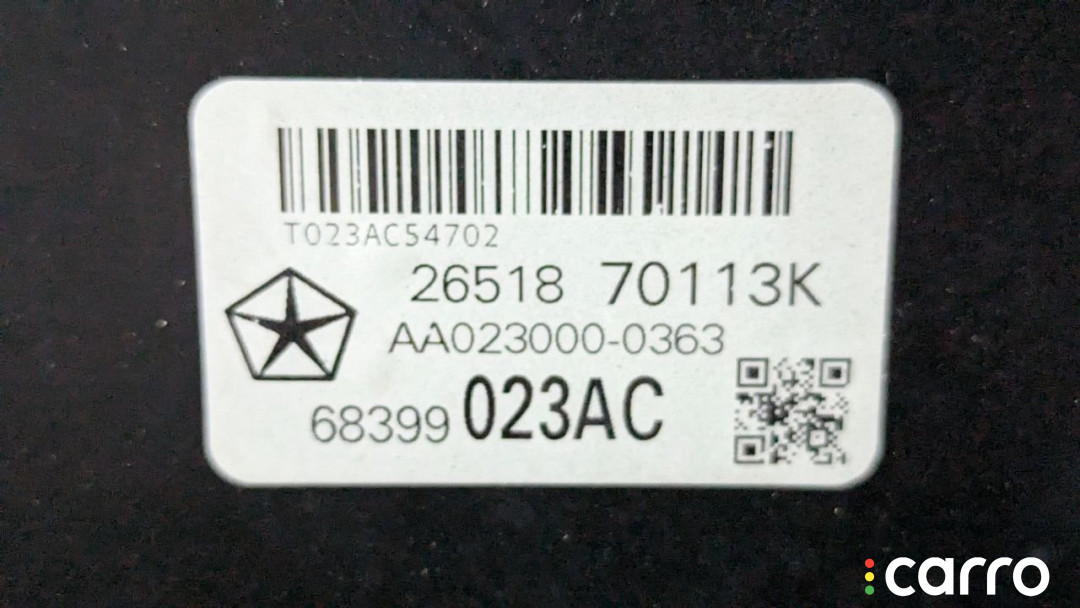 T023AC54702
26518 70113K
AA023000-0363
68399 023AC
carro